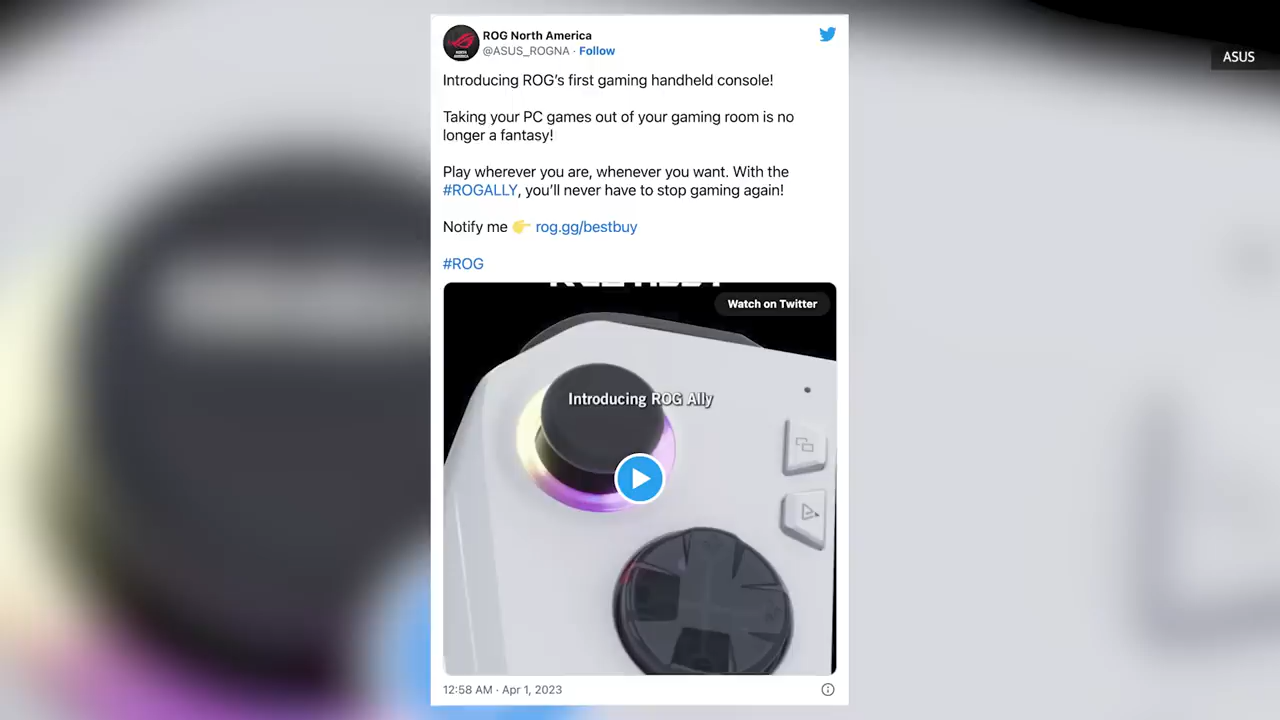 ROG North America
@ASUS_ROGNA · Follow
ASUS
Introducing ROG’s first gaming handheld console!
Taking your PC games out of your gaming room is no
longer a fantasy!
Play wherever you are, whenever you want. With the
#ROGALLY, you’ll never have to stop gaming again!
Notify me 👉 rog.gg/bestbuy
#ROG
Watch on Twitter
Introducing ROG Ally
12:58 AM · Apr 1, 2023